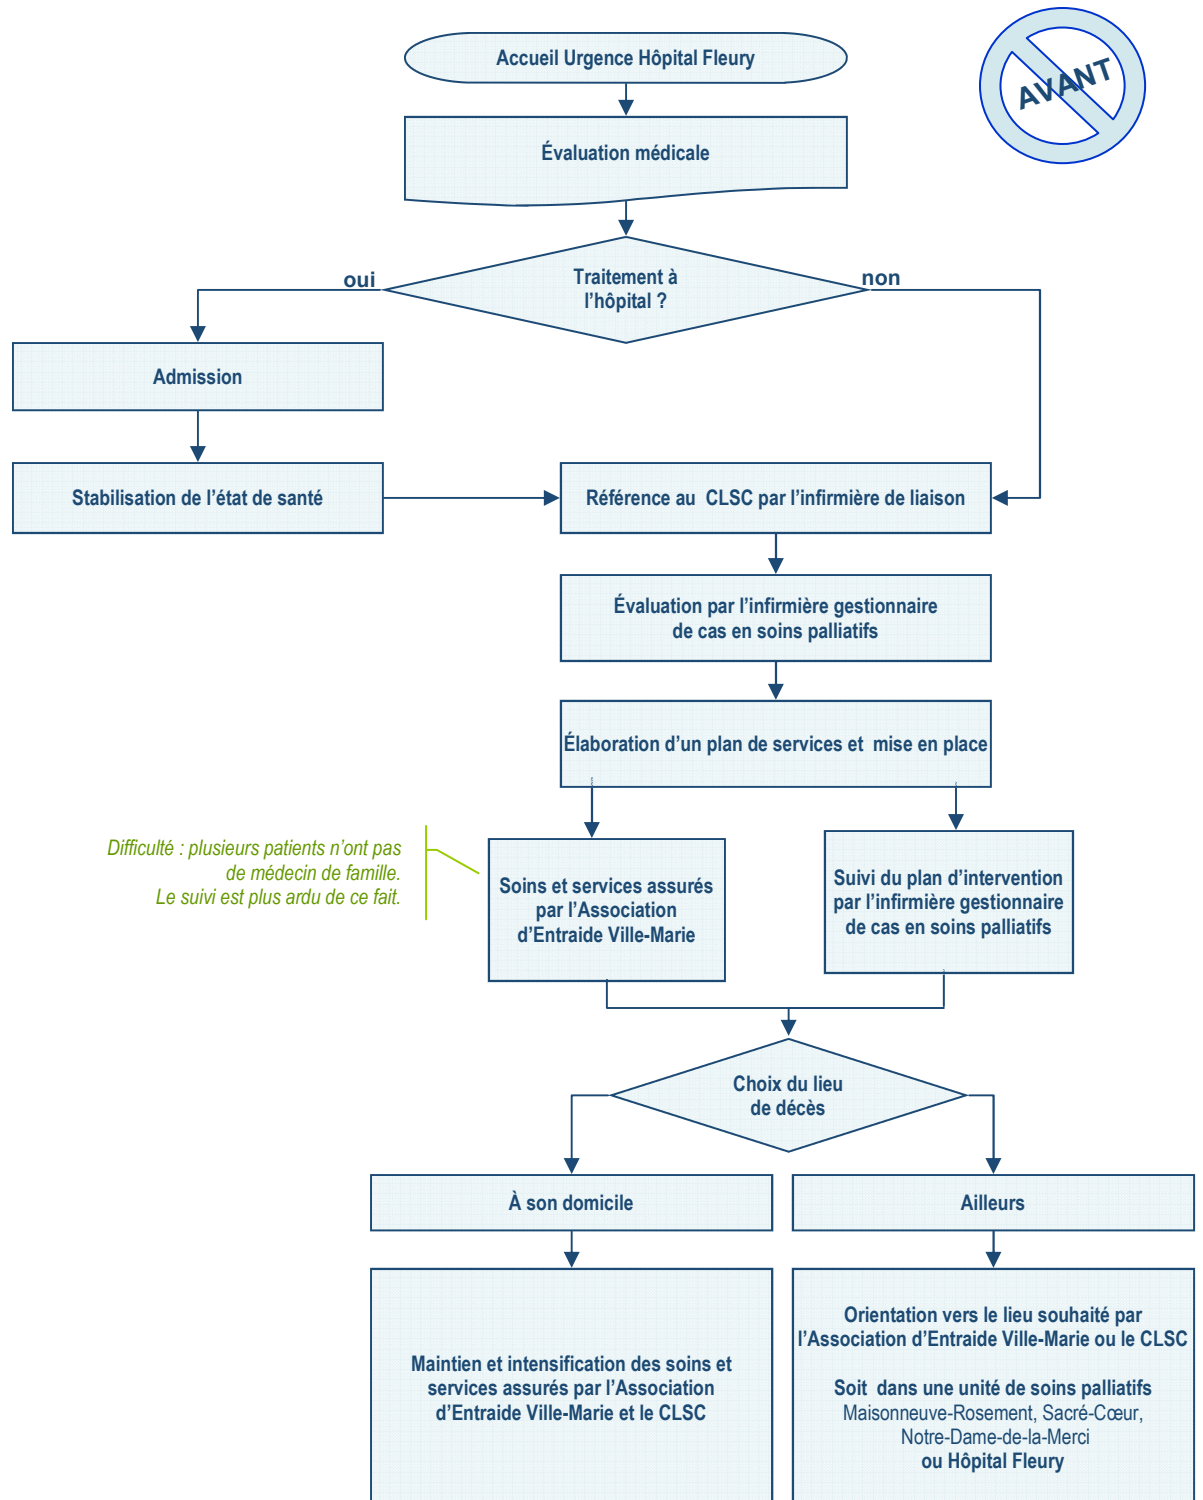 Accueil Urgence Hôpital Fleury
AVANT
Évaluation médicale
Traitement à
l'hôpital ?
oui
non
Admission
Stabilisation de l'état de santé
Référence au CLSC par l'infirmière de liaison
Évaluation par l'infirmière gestionnaire
de cas en soins palliatifs
Élaboration d'un plan de services et mise en place
Difficulté : plusieurs patients n'ont pas
de médecin de famille.
Le suivi est plus ardu de ce fait.
Soins et services assurés
par l'Association
d'Entraide Ville-Marie
Suivi du plan d'intervention
par l'infirmière gestionnaire
de cas en soins palliatifs
Choix du lieu
de décès
À son domicile
Ailleurs
Maintien et intensification des soins et
services assurés par l'Association
d'Entraide Ville-Marie et le CLSC
Orientation vers le lieu souhaité par
l'Association d'Entraide Ville-Marie ou le CLSC
Soit dans une unité de soins palliatifs
Maisonneuve-Rosement, Sacré-Cœur,
Notre-Dame-de-la-Merci
ou Hôpital Fleury